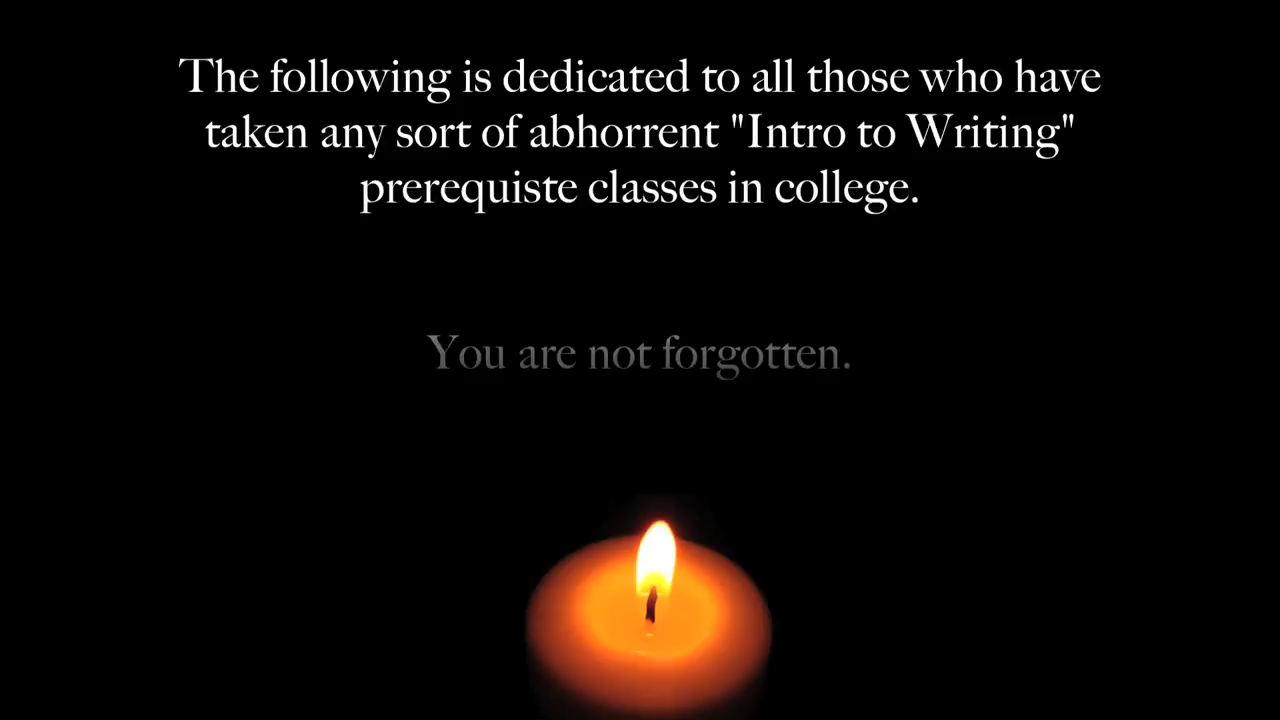 The following is dedicated to all those who have
taken any sort of abhorrent "Intro to Writing"
prerequiste classes in college.
You are not forgotten.